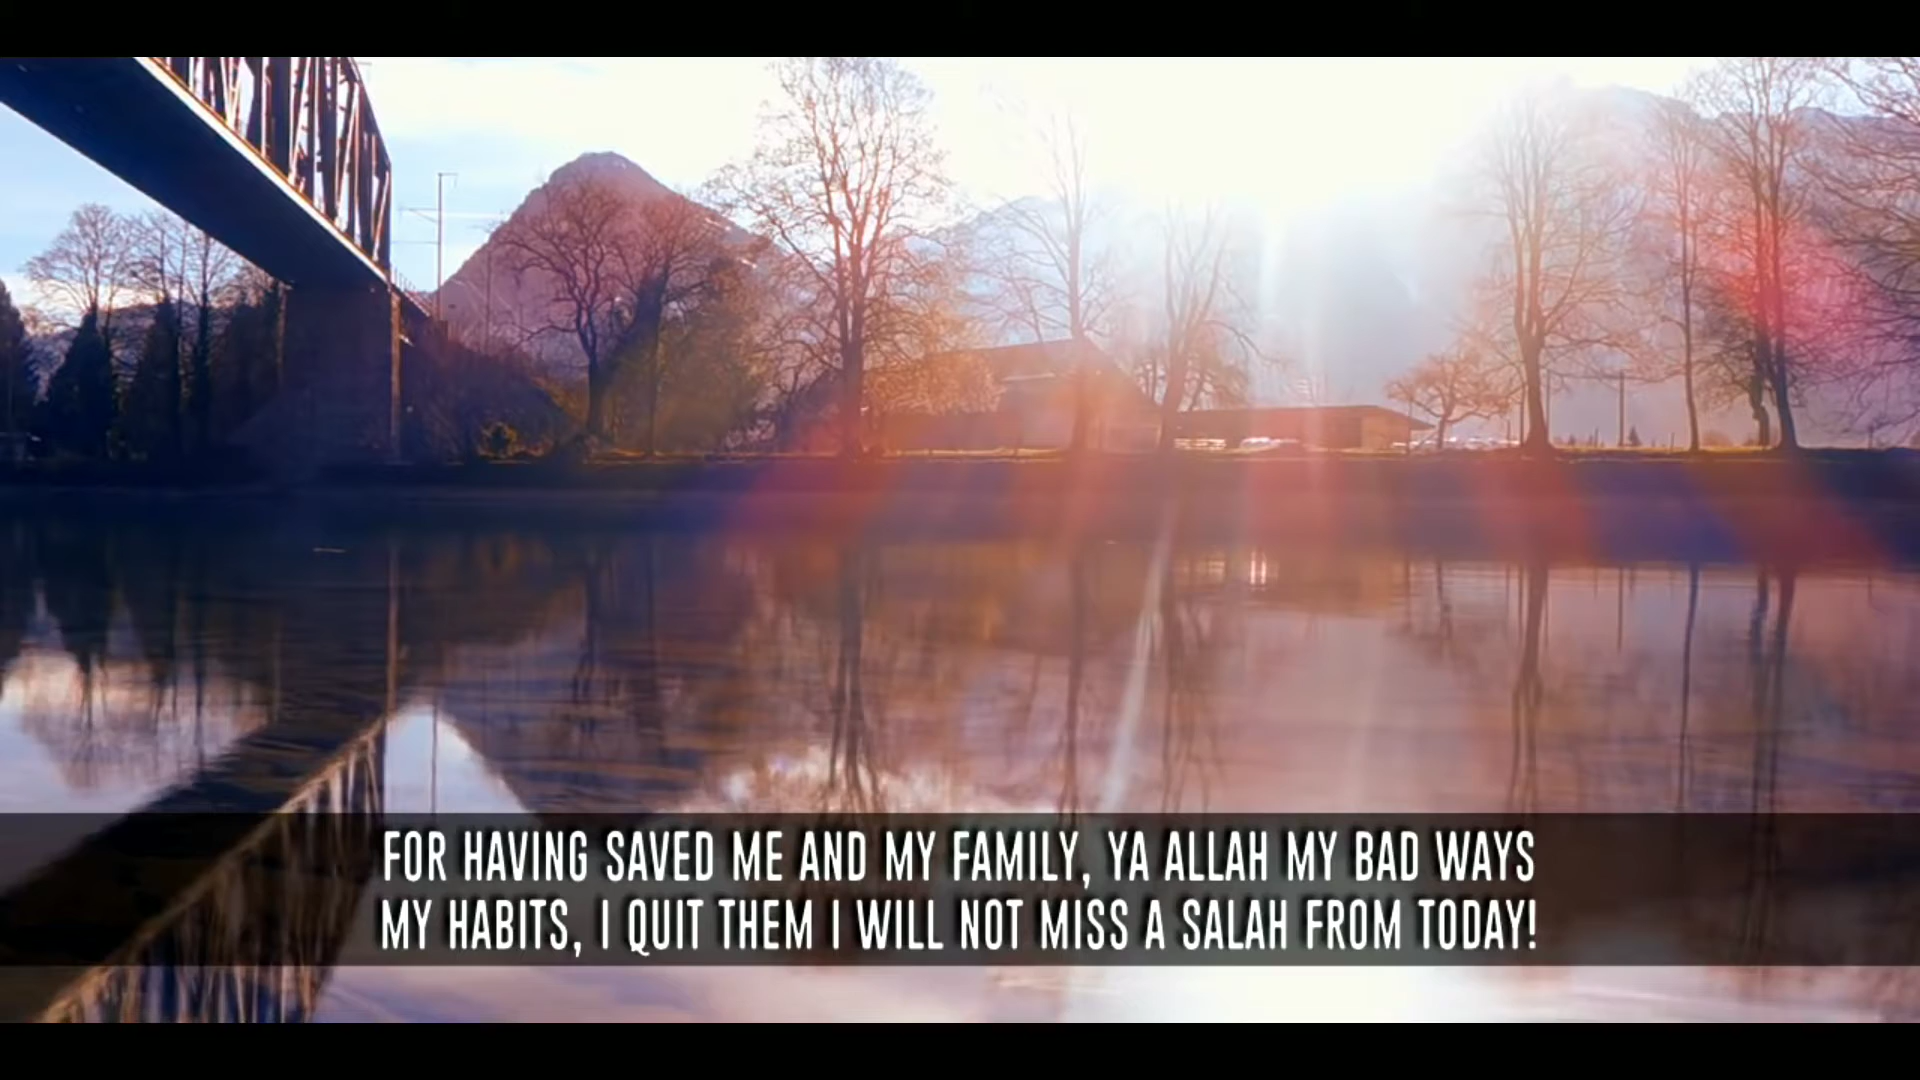 FOR HAVING SAVED ME AND MY FAMILY, YA ALLAH MY BAD WAYS
MY HABITS, I QUIT THEM I WILL NOT MISS A SALAH FROM TODAY!